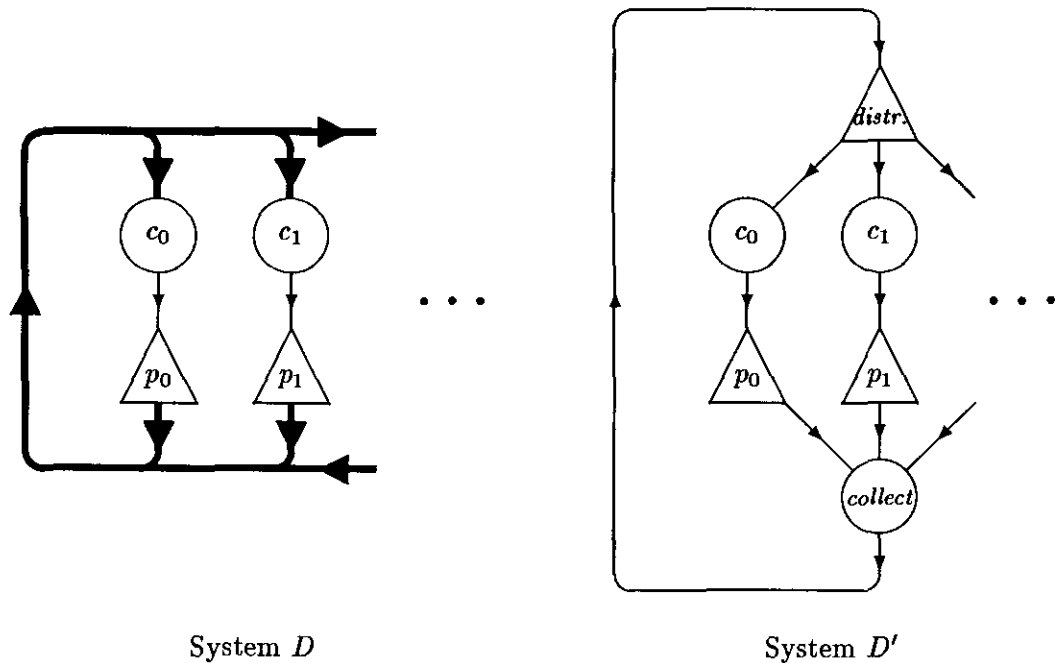 distr.
c₀ c₁ c₀ c₁
• • • • • •
p₀ p₁ p₀ p₁
collect
System D System D′